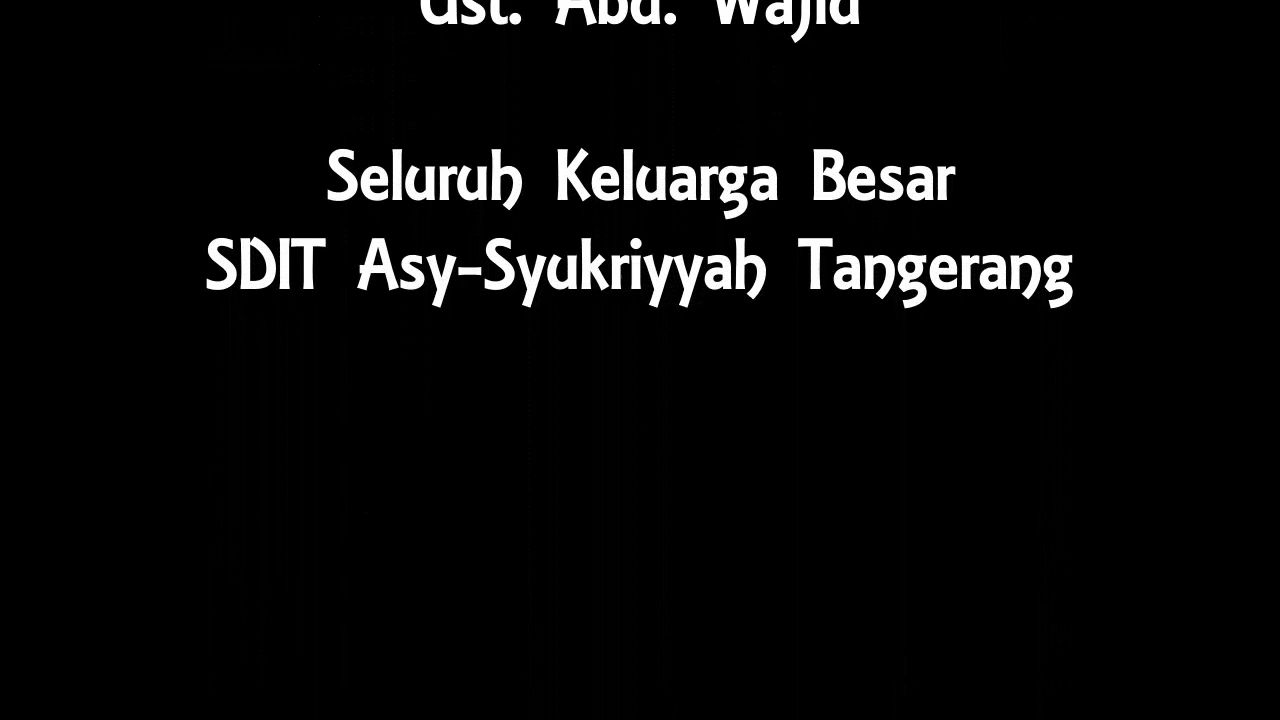 Ust. Abd. Wajid
Seluruh Keluarga Besar
SDIT Asy-Syukriyyah Tangerang